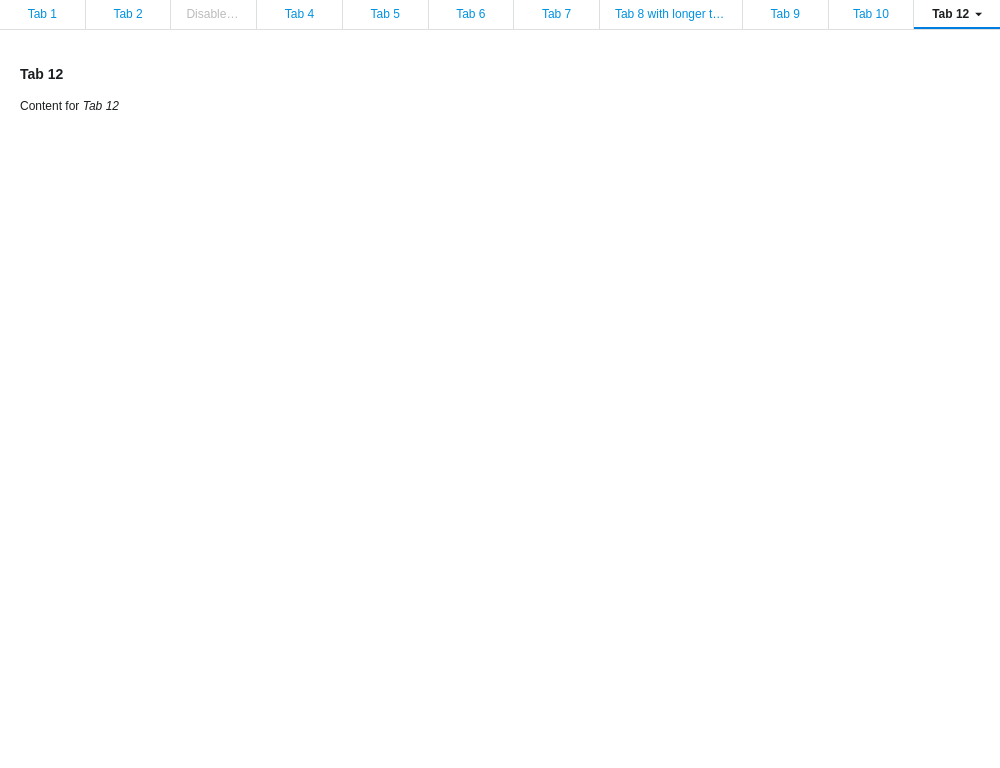 Tab 1 Tab 2 Disable… Tab 4 Tab 5 Tab 6 Tab 7 Tab 8 with longer t… Tab 9 Tab 10 Tab 12
Tab 12
Content for Tab 12